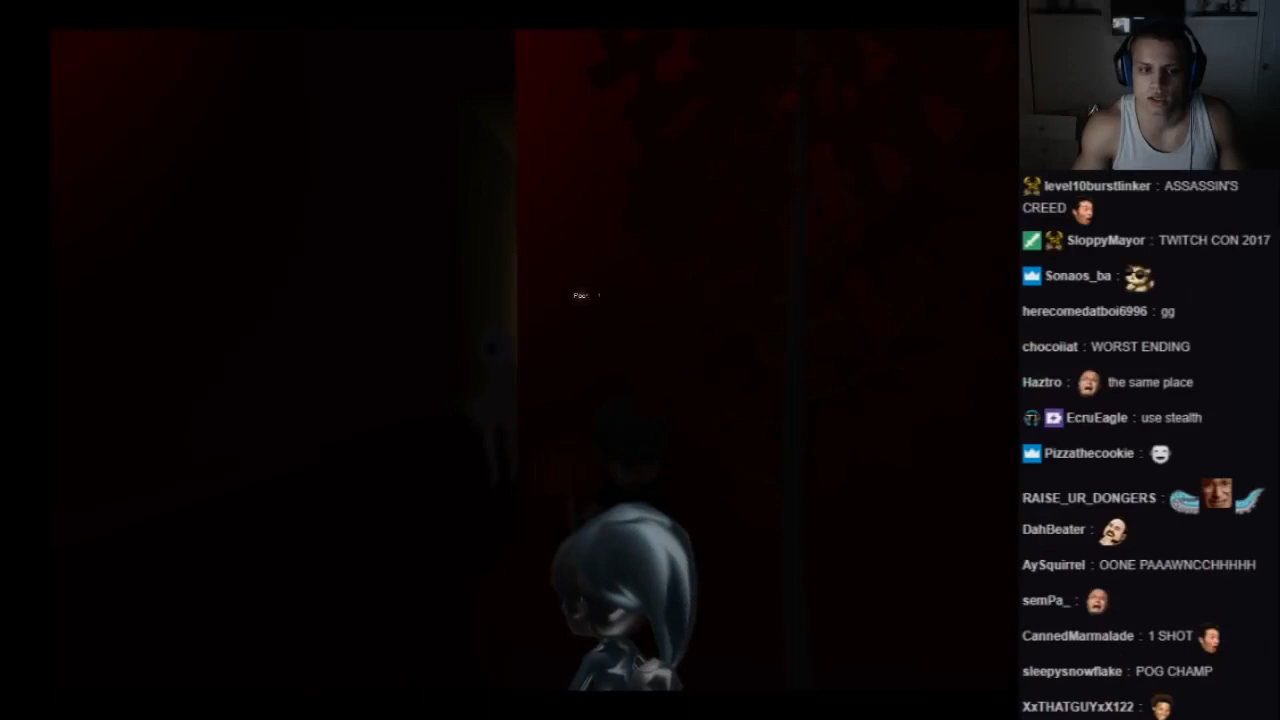 level10burstlinker : ASSASSIN'S
CREED
SloppyMayor : TWITCH CON 2017
Sonaos_ba :
herecomedatboi6996 : gg
chocoiiat : WORST ENDING
Haztro : the same place
EcruEagle : use stealth
Pizzathecookie :
RAISE_UR_DONGERS :
DahBeater :
AySquirrel : OONE PAAAWNCCHHHHH
semPa_ :
CannedMarmalade : 1 SHOT
sleepysnowflake : POG CHAMP
XxTHATGUYxX122 :